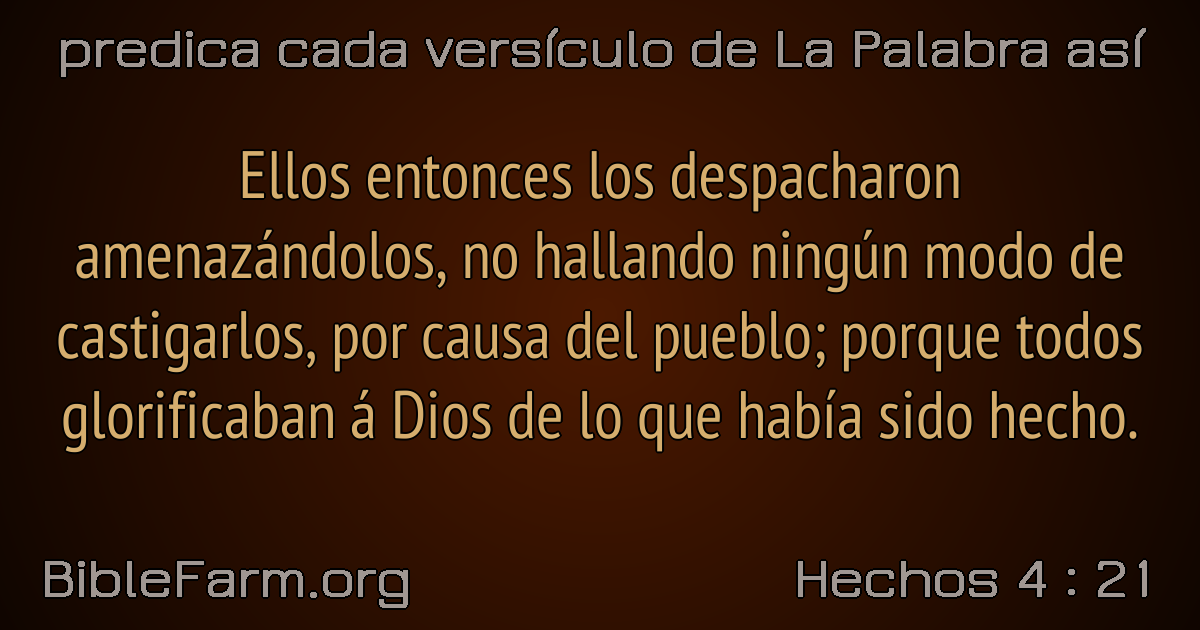 predica cada versículo de La Palabra así
Ellos entonces los despacharon
amenazándolos, no hallando ningún modo de
castigarlos, por causa del pueblo; porque todos
glorificaban á Dios de lo que había sido hecho.
BibleFarm.org
Hechos 4 : 21